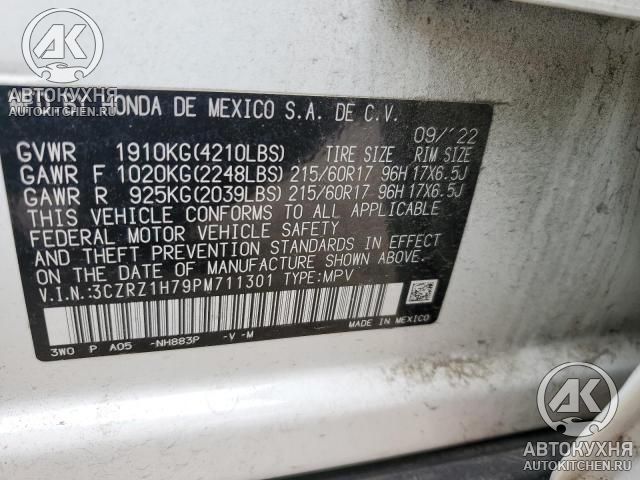 AK
АВТОКУХНЯ
AUTOKITCHEN.RU
HONDA DE MEXICO S.A. DE C.V.
09/'22
GVWR 1910KG(4210LBS) TIRE SIZE RIM SIZE
GAWR F 1020KG(2248LBS) 215/60R17 96H 17X6.5J
GAWR R 925KG(2039LBS) 215/60R17 96H 17X6.5J
THIS VEHICLE CONFORMS TO ALL APPLICABLE
FEDERAL MOTOR VEHICLE SAFETY
AND THEFT PREVENTION STANDARDS IN EFFECT
ON THE DATE OF MANUFACTURE SHOWN ABOVE.
V.I.N.:3CZRZ1H79PM711301 TYPE:MPV
MADE IN MEXICO
3WO P A05 -NH883P -V -M
AK
АВТОКУХНЯ
AUTOKITCHEN.RU